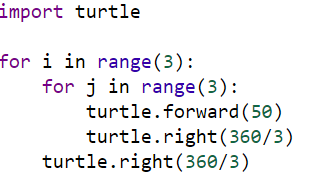 import turtle

for i in range(3):
    for j in range(3):
        turtle.forward(50)
        turtle.right(360/3)
    turtle.right(360/3)